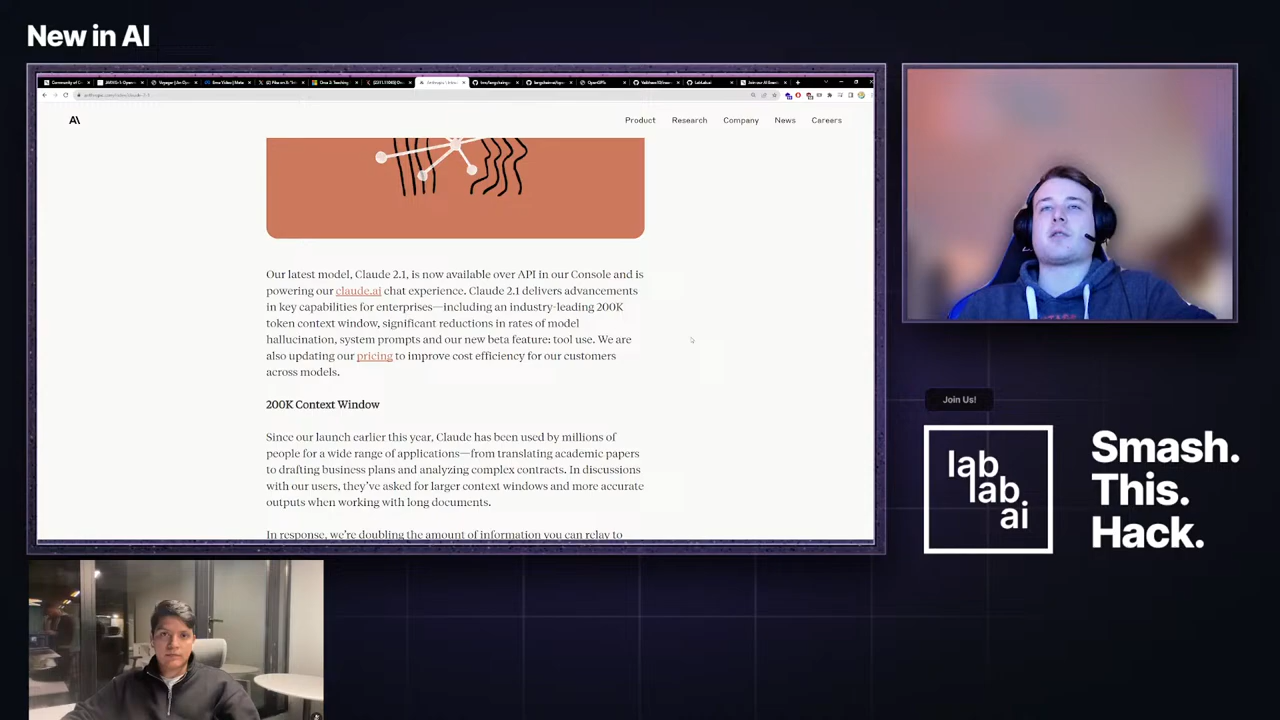 New in AI
anthropic.com/index/claude-2-1
A\
Product Research Company News Careers
Our latest model, Claude 2.1, is now available over API in our Console and is
powering our claude.ai chat experience. Claude 2.1 delivers advancements
in key capabilities for enterprises—including an industry-leading 200K
token context window, significant reductions in rates of model
hallucination, system prompts and our new beta feature: tool use. We are
also updating our pricing to improve cost efficiency for our customers
across models.
200K Context Window
Since our launch earlier this year, Claude has been used by millions of
people for a wide range of applications—from translating academic papers
to drafting business plans and analyzing complex contracts. In discussions
with our users, they’ve asked for larger context windows and more accurate
outputs when working with long documents.
In response, we’re doubling the amount of information you can relay to
Join Us!
lab
lab
ai
Smash.
This.
Hack.